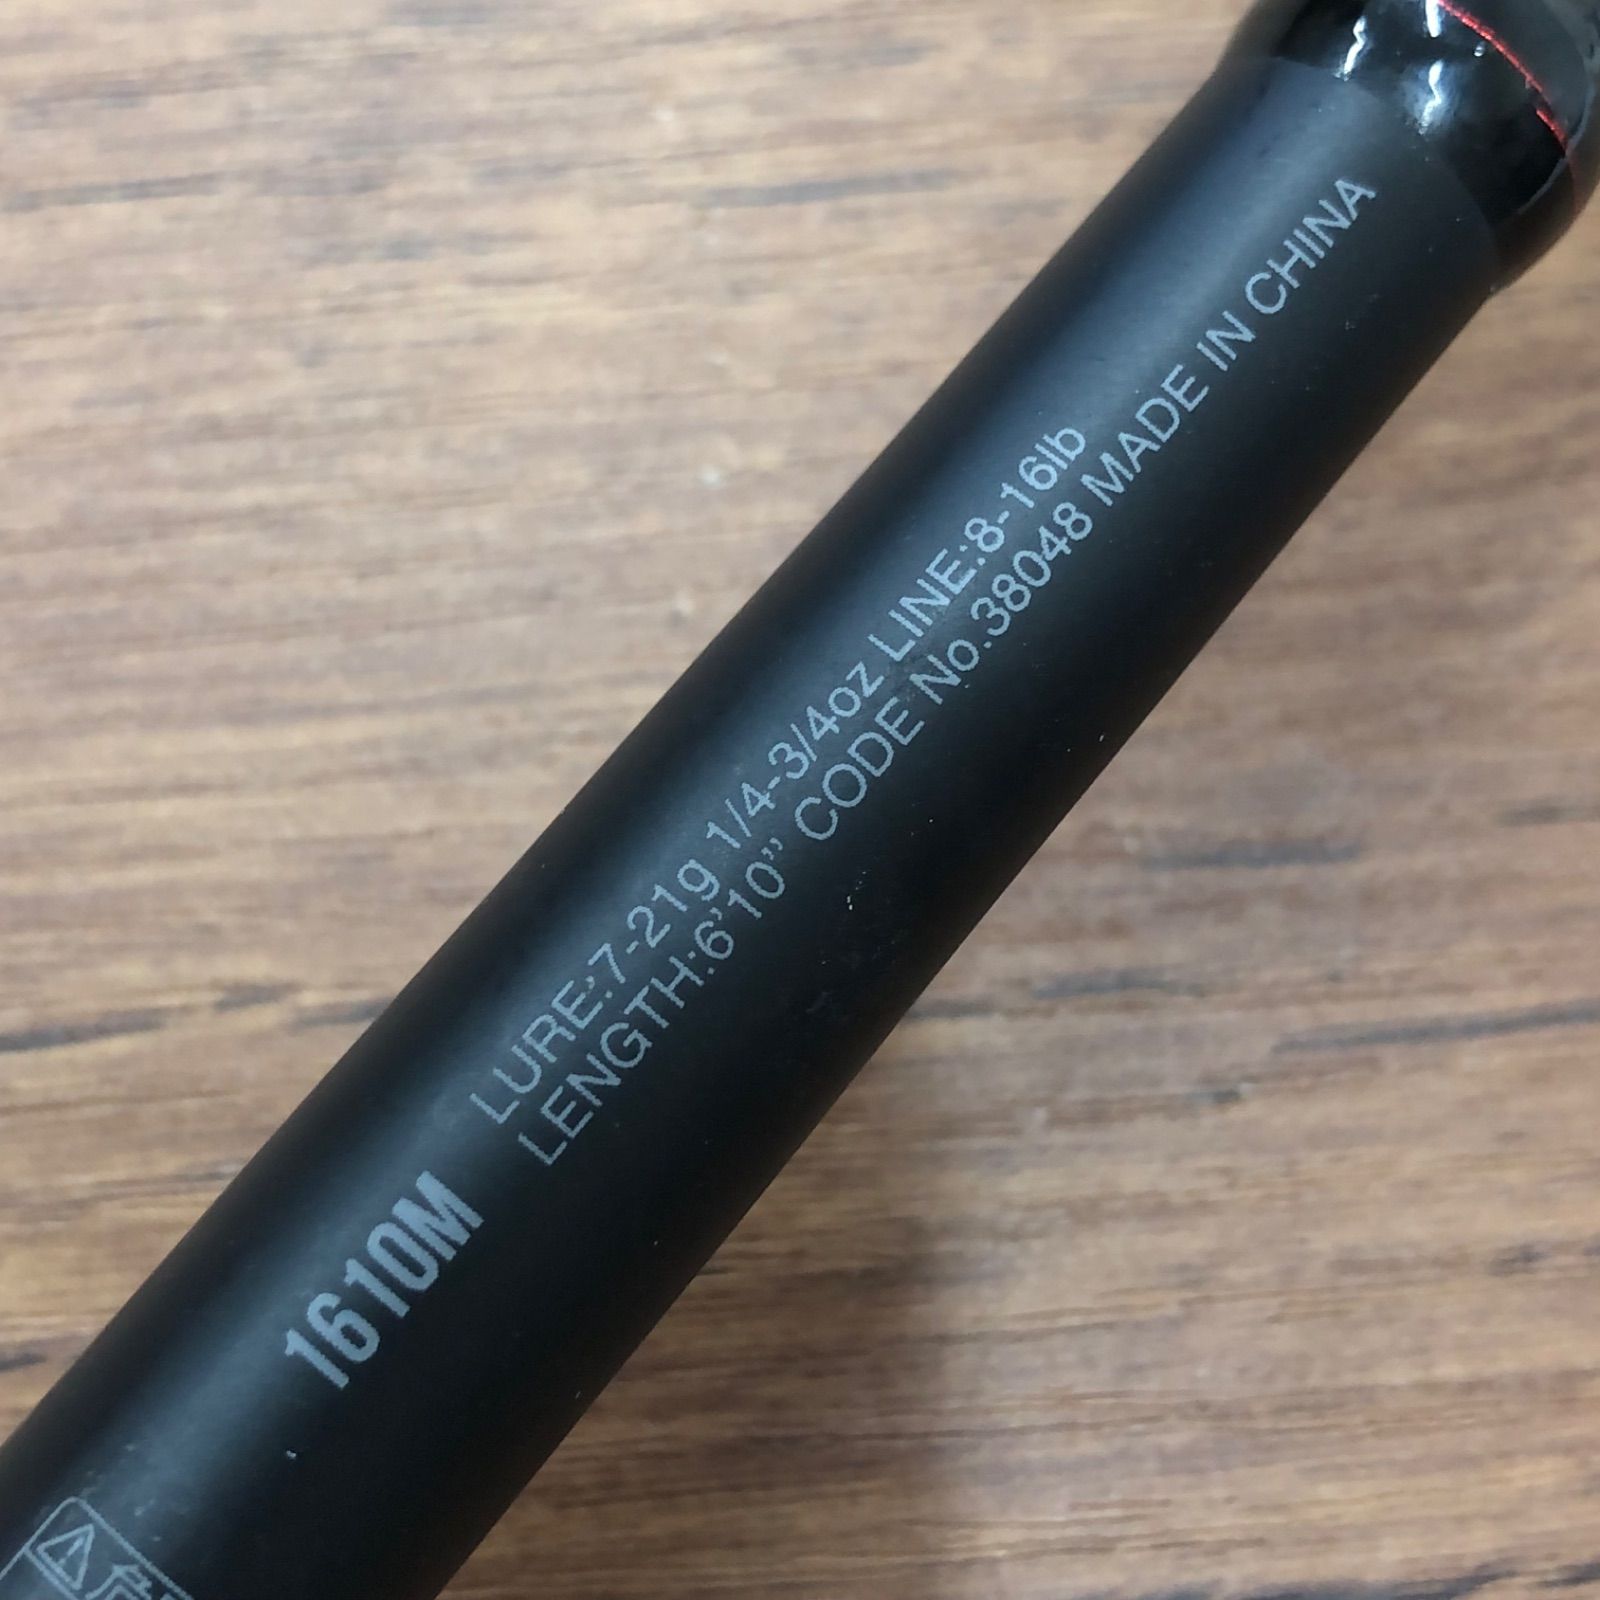 1610M
LURE:7-21g 1/4-3/4oz LINE:8-16lb
LENGTH:6'10” CODE No.38048 MADE IN CHINA
危